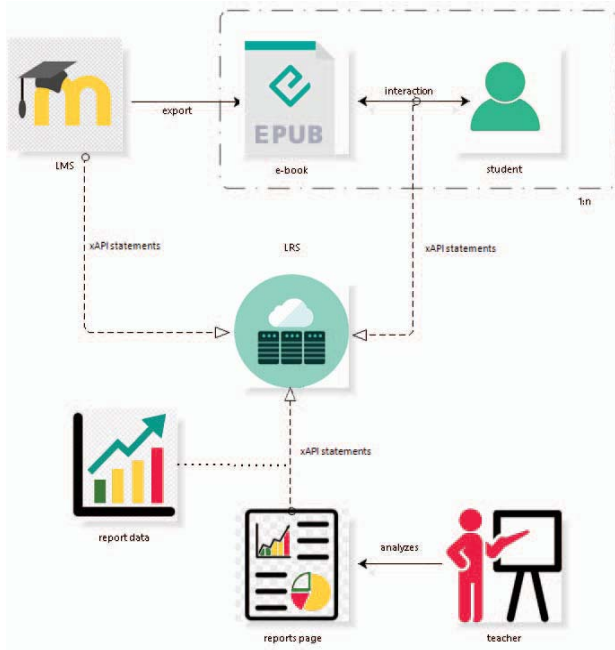 interaction
export
EPUB
LMS
e-book
student
1:n
xAPI statements
LRS
xAPI statements
xAPI statements
report data
analyzes
reports page
teacher